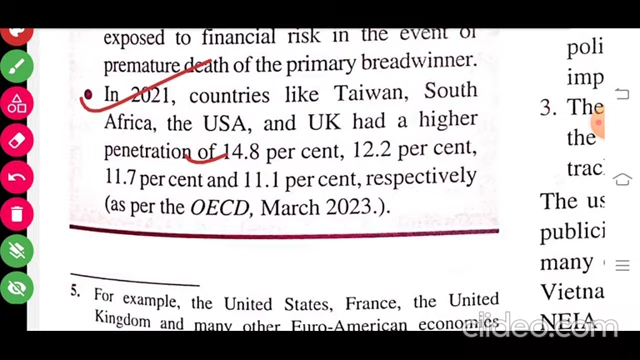 exposed to financial risk in the event of
premature death of the primary breadwinner.
• In 2021, countries like Taiwan, South
Africa, the USA, and UK had a higher
penetration of 14.8 per cent, 12.2 per cent,
11.7 per cent and 11.1 per cent, respectively
(as per the OECD, March 2023.).
5. For example, the United States, France, the United
Kingdom and many other Euro-American economics
poli
imp
3. The
the
track
The us
publici
many
Vietna
NEIA
clideo.com